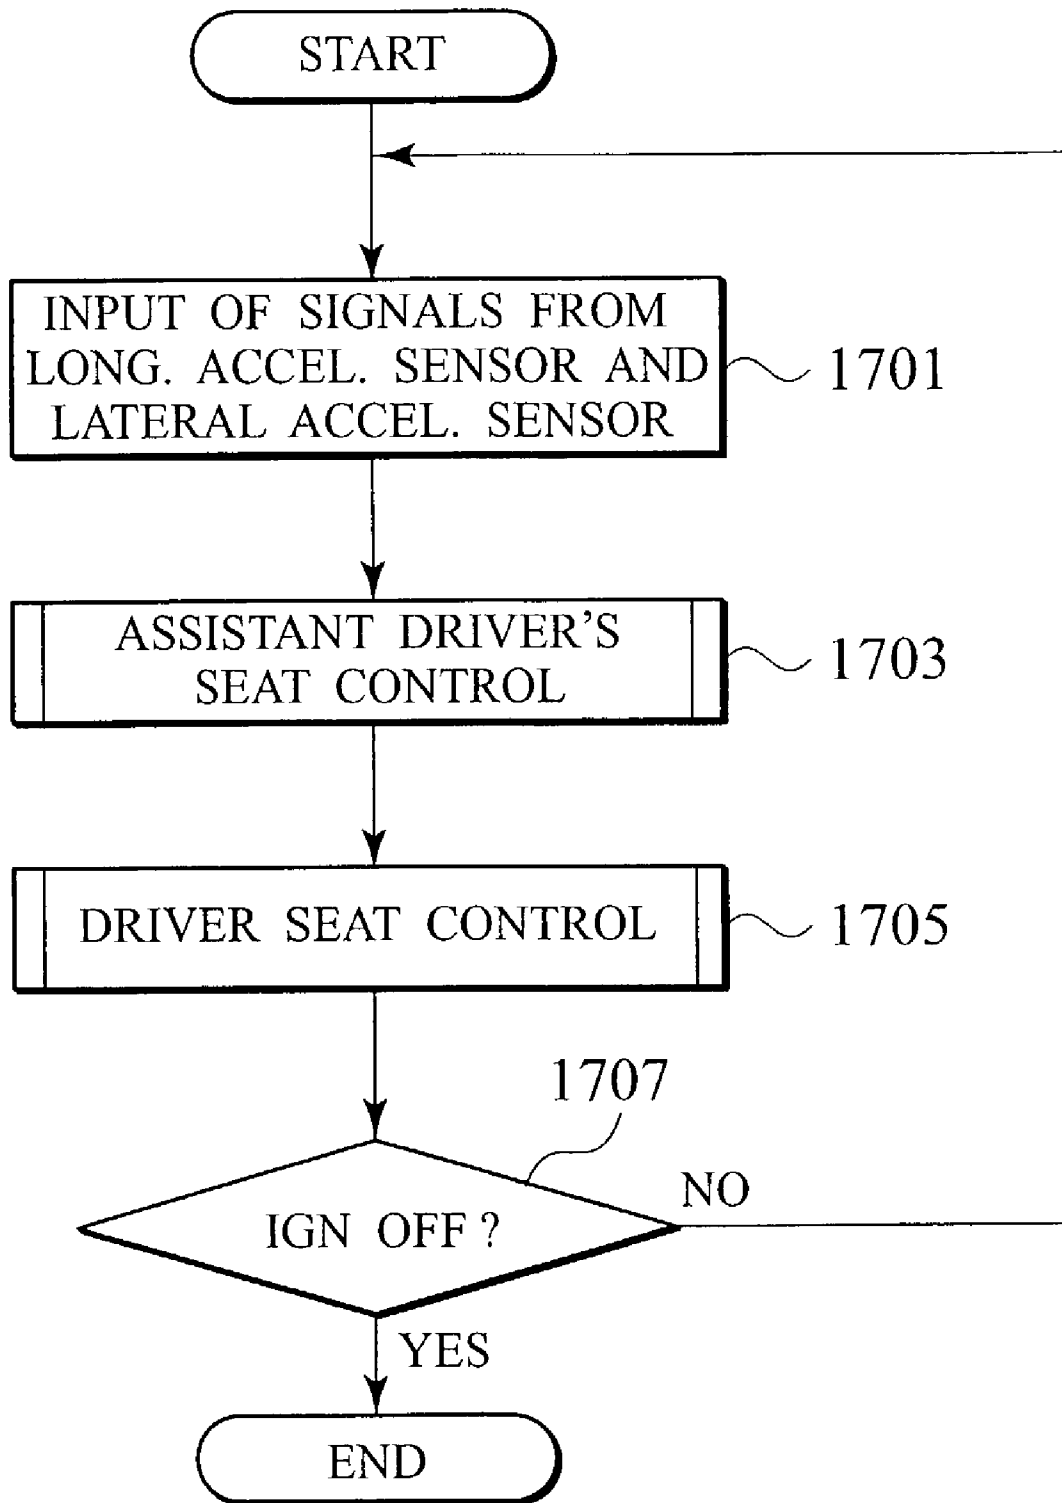 START
INPUT OF SIGNALS FROM
LONG. ACCEL. SENSOR AND
LATERAL ACCEL. SENSOR
1701
ASSISTANT DRIVER'S
SEAT CONTROL
1703
DRIVER SEAT CONTROL
1705
1707
IGN OFF ?
NO
YES
END